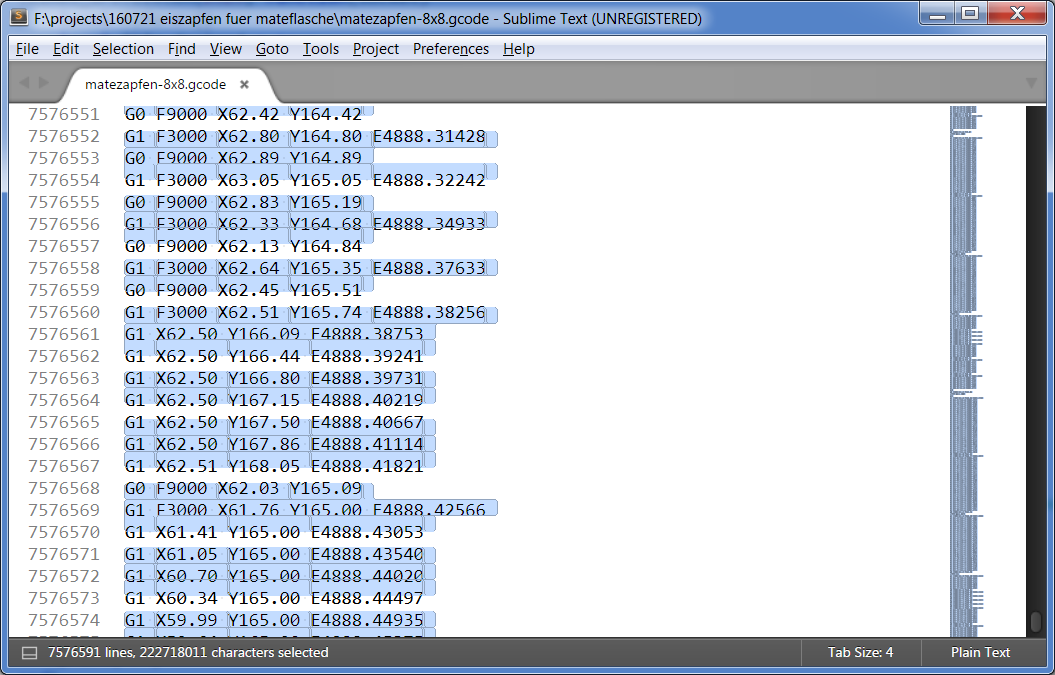 F:\projects\160721 eiszapfen fuer mateflasche\matezapfen-8x8.gcode - Sublime Text (UNREGISTERED)
File Edit Selection Find View Goto Tools Project Preferences Help
matezapfen-8x8.gcode
7576551 G0 F9000 X62.42 Y164.42
7576552 G1 F3000 X62.80 Y164.80 E4888.31428
7576553 G0 F9000 X62.89 Y164.89
7576554 G1 F3000 X63.05 Y165.05 E4888.32242
7576555 G0 F9000 X62.83 Y165.19
7576556 G1 F3000 X62.33 Y164.68 E4888.34933
7576557 G0 F9000 X62.13 Y164.84
7576558 G1 F3000 X62.64 Y165.35 E4888.37633
7576559 G0 F9000 X62.45 Y165.51
7576560 G1 F3000 X62.51 Y165.74 E4888.38256
7576561 G1 X62.50 Y166.09 E4888.38753
7576562 G1 X62.50 Y166.44 E4888.39241
7576563 G1 X62.50 Y166.80 E4888.39731
7576564 G1 X62.50 Y167.15 E4888.40219
7576565 G1 X62.50 Y167.50 E4888.40667
7576566 G1 X62.50 Y167.86 E4888.41114
7576567 G1 X62.51 Y168.05 E4888.41821
7576568 G0 F9000 X62.03 Y165.09
7576569 G1 F3000 X61.76 Y165.00 E4888.42566
7576570 G1 X61.41 Y165.00 E4888.43053
7576571 G1 X61.05 Y165.00 E4888.43540
7576572 G1 X60.70 Y165.00 E4888.44020
7576573 G1 X60.34 Y165.00 E4888.44497
7576574 G1 X59.99 Y165.00 E4888.44935
7576591 lines, 222718011 characters selected
Tab Size: 4
Plain Text